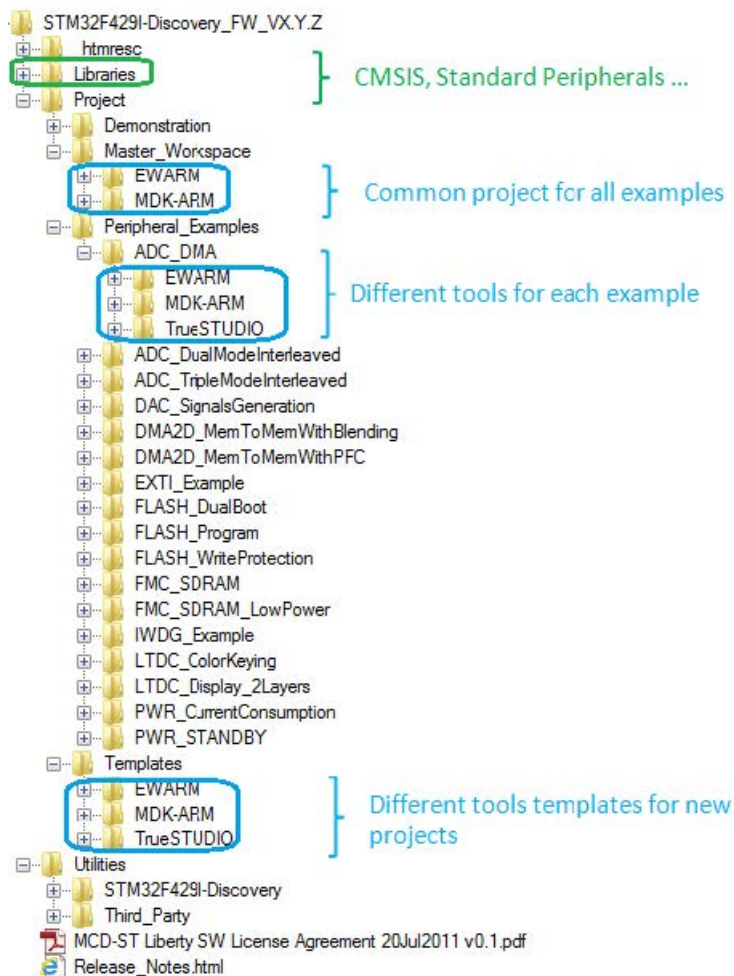 STM32F429I-Discovery_FW_VX.Y.Z
_htmresc
Libraries
CMSIS, Standard Peripherals ...
Project
Demonstration
Master_Workspace
EWARM
MDK-ARM
Common project for all examples
Peripheral_Examples
ADC_DMA
EWARM
MDK-ARM
TrueSTUDIO
Different tools for each example
ADC_DualModeInterleaved
ADC_TripleModeInterleaved
DAC_SignalsGeneration
DMA2D_MemToMemWithBlending
DMA2D_MemToMemWithPFC
EXTI_Example
FLASH_DualBoot
FLASH_Program
FLASH_WriteProtection
FMC_SDRAM
FMC_SDRAM_LowPower
IWDG_Example
LTDC_ColorKeying
LTDC_Display_2Layers
PWR_CurrentConsumption
PWR_STANDBY
Templates
EWARM
MDK-ARM
TrueSTUDIO
Different tools templates for new
projects
Utilities
STM32F429I-Discovery
Third_Party
MCD-ST Liberty SW License Agreement 20Jul2011 v0.1.pdf
Release_Notes.html